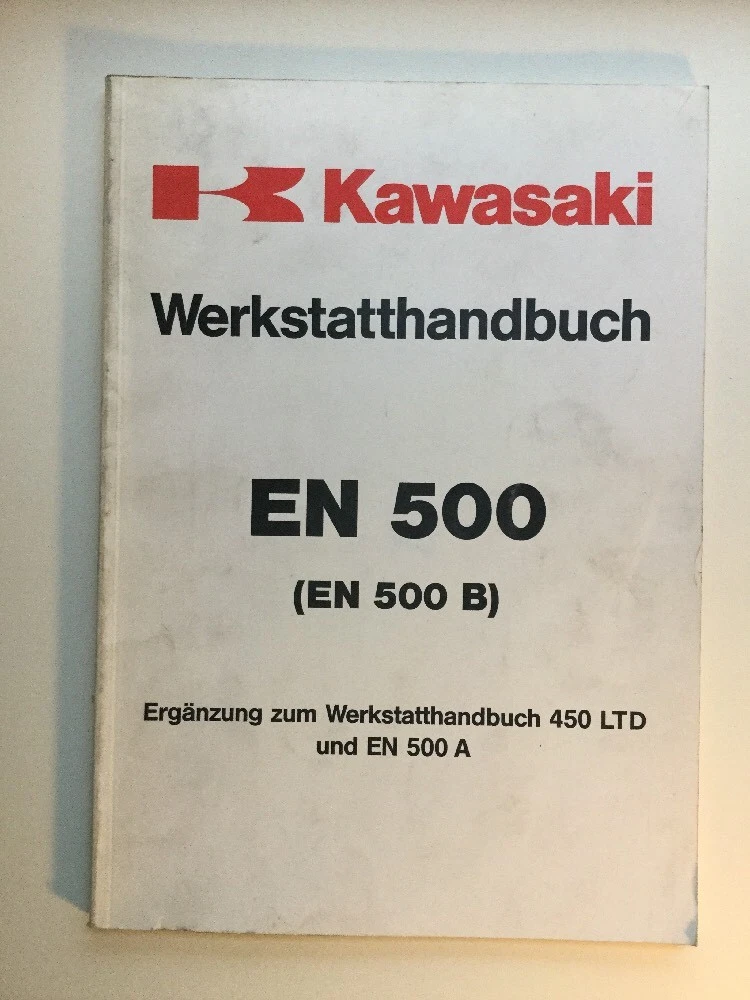 Kawasaki
Werkstatthandbuch
EN 500
(EN 500 B)
Ergänzung zum Werkstatthandbuch 450 LTD
und EN 500 A